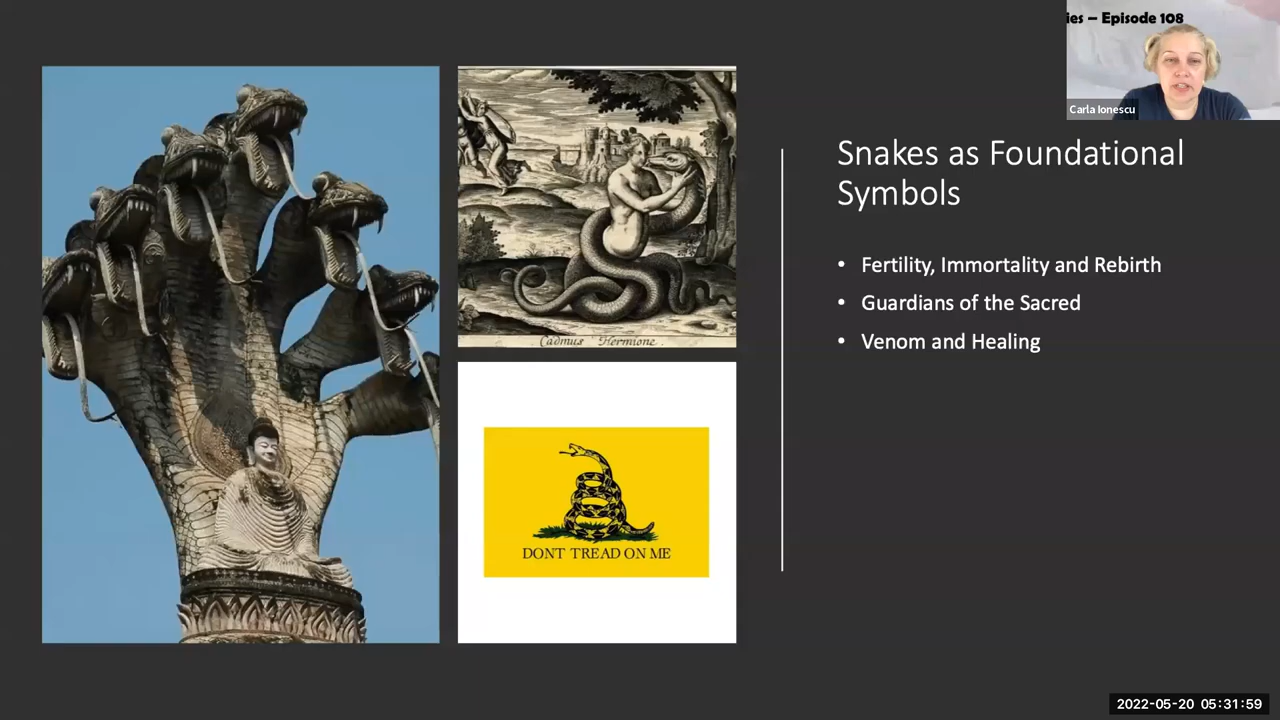 ies – Episode 108
Carla Ionescu
Snakes as Foundational
Symbols
• Fertility, Immortality and Rebirth
• Guardians of the Sacred
• Venom and Healing
Cadmus Hermione.
DONT TREAD ON ME
2022-05-20 05:31:59